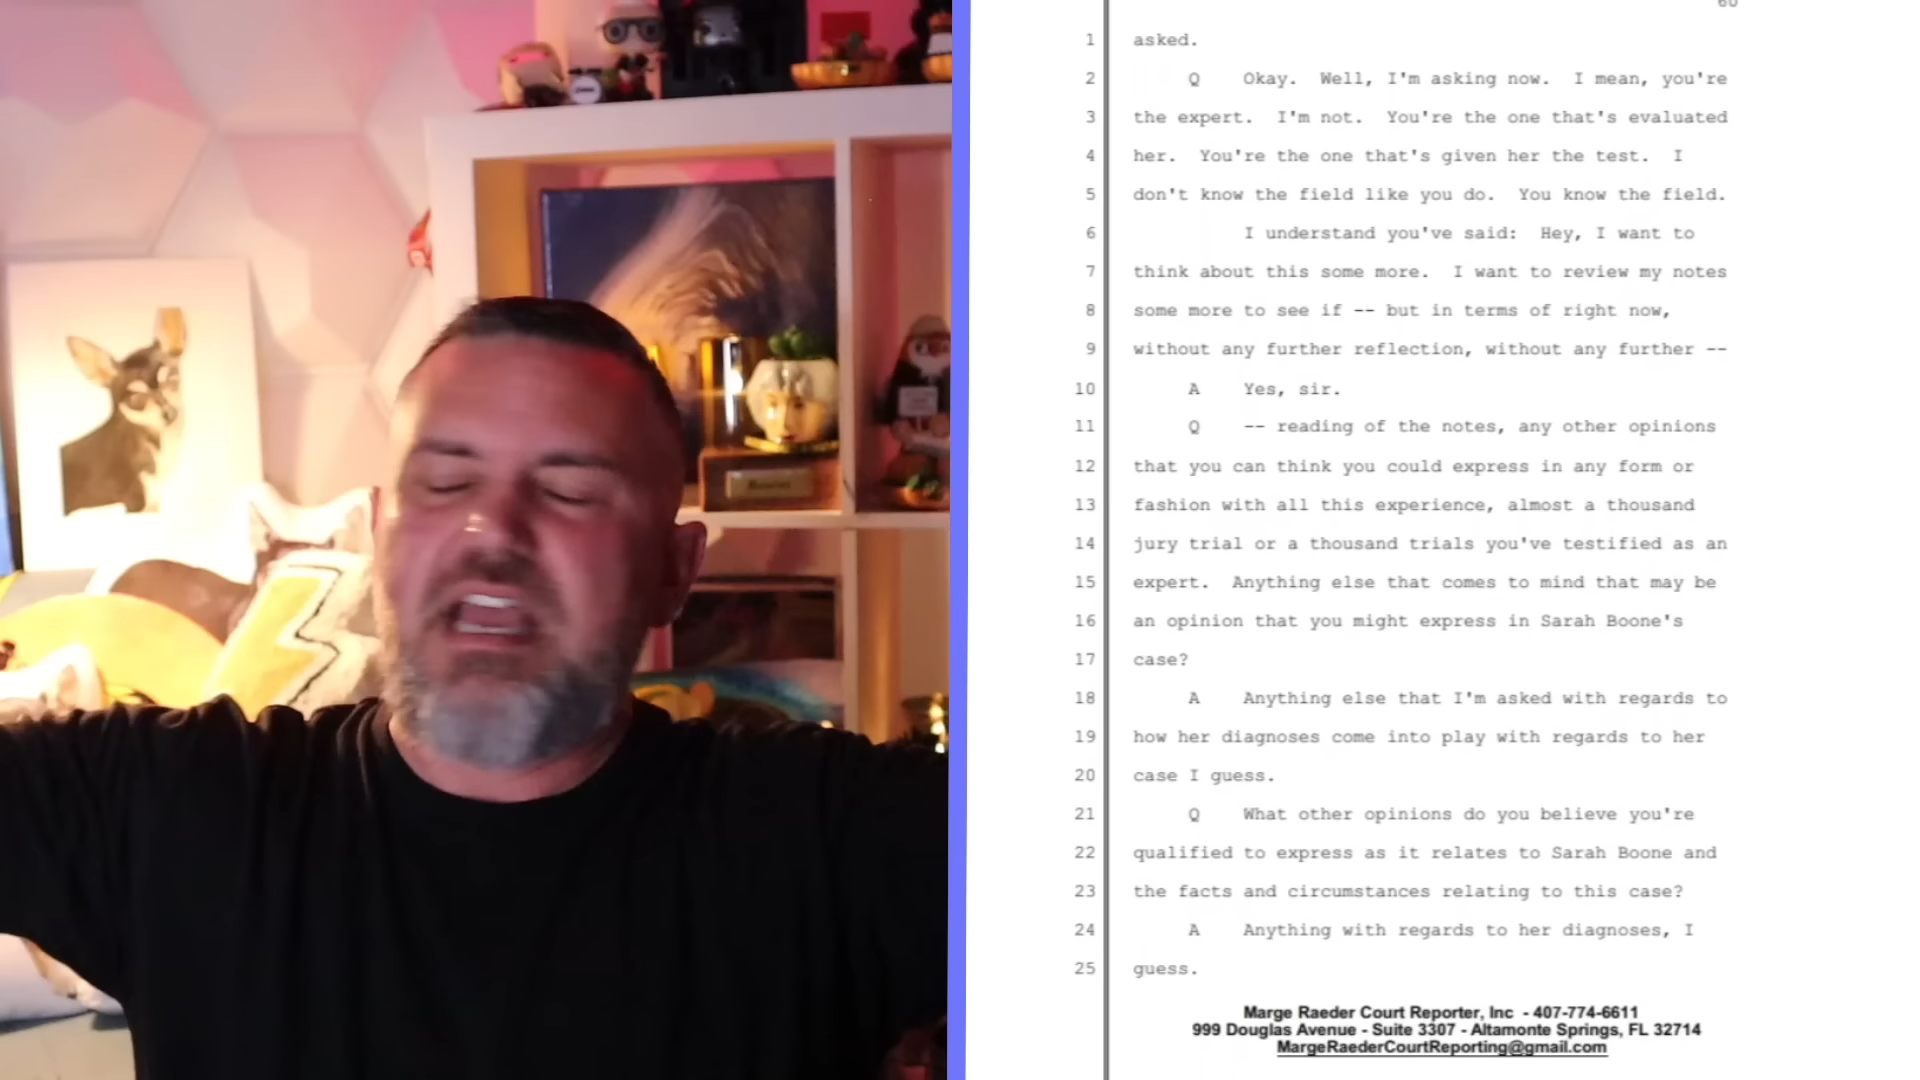 1 asked.
2 Q Okay. Well, I'm asking now. I mean, you're
3 the expert. I'm not. You're the one that's evaluated
4 her. You're the one that's given her the test. I
5 don't know the field like you do. You know the field.
6 I understand you've said: Hey, I want to
7 think about this some more. I want to review my notes
8 some more to see if -- but in terms of right now,
9 without any further reflection, without any further --
10 A Yes, sir.
11 Q -- reading of the notes, any other opinions
12 that you can think you could express in any form or
13 fashion with all this experience, almost a thousand
14 jury trial or a thousand trials you've testified as an
15 expert. Anything else that comes to mind that may be
16 an opinion that you might express in Sarah Boone's
17 case?
18 A Anything else that I'm asked with regards to
19 how her diagnoses come into play with regards to her
20 case I guess.
21 Q What other opinions do you believe you're
22 qualified to express as it relates to Sarah Boone and
23 the facts and circumstances relating to this case?
24 A Anything with regards to her diagnoses, I
25 guess.
Marge Raeder Court Reporter, Inc - 407-774-6611
999 Douglas Avenue - Suite 3307 - Altamonte Springs, FL 32714
MargeRaederCourtReporting@gmail.com